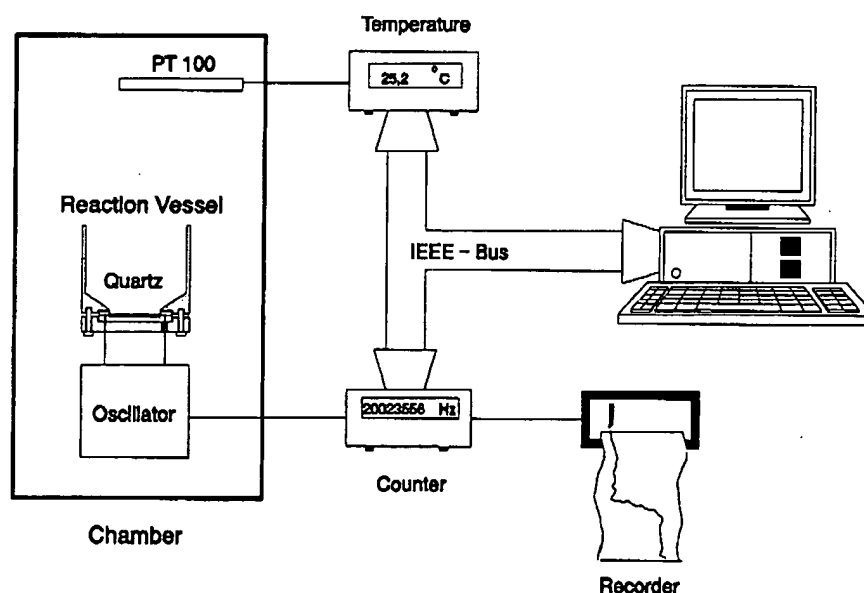 Temperature
PT 100
25,2 °C
Reaction Vessel
IEEE - Bus
Quartz
Oscillator
20023556 Hz
Counter
Chamber
Recorder